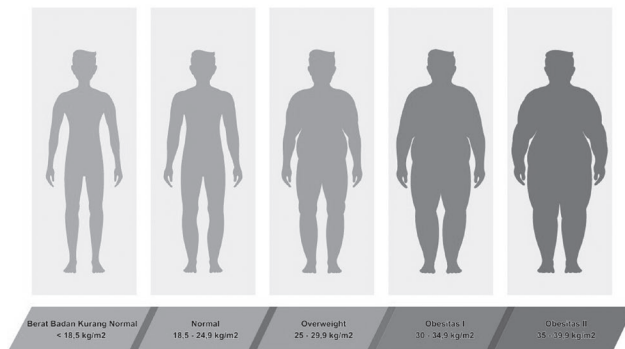 Berat Badan Kurang Normal
< 18,5 kg/m2
Normal
18,5 - 24,9 kg/m2
Overweight
25 - 29,9 kg/m2
Obesitas I
30 - 34,9 kg/m2
Obesitas II
35 - 39,9 kg/m2